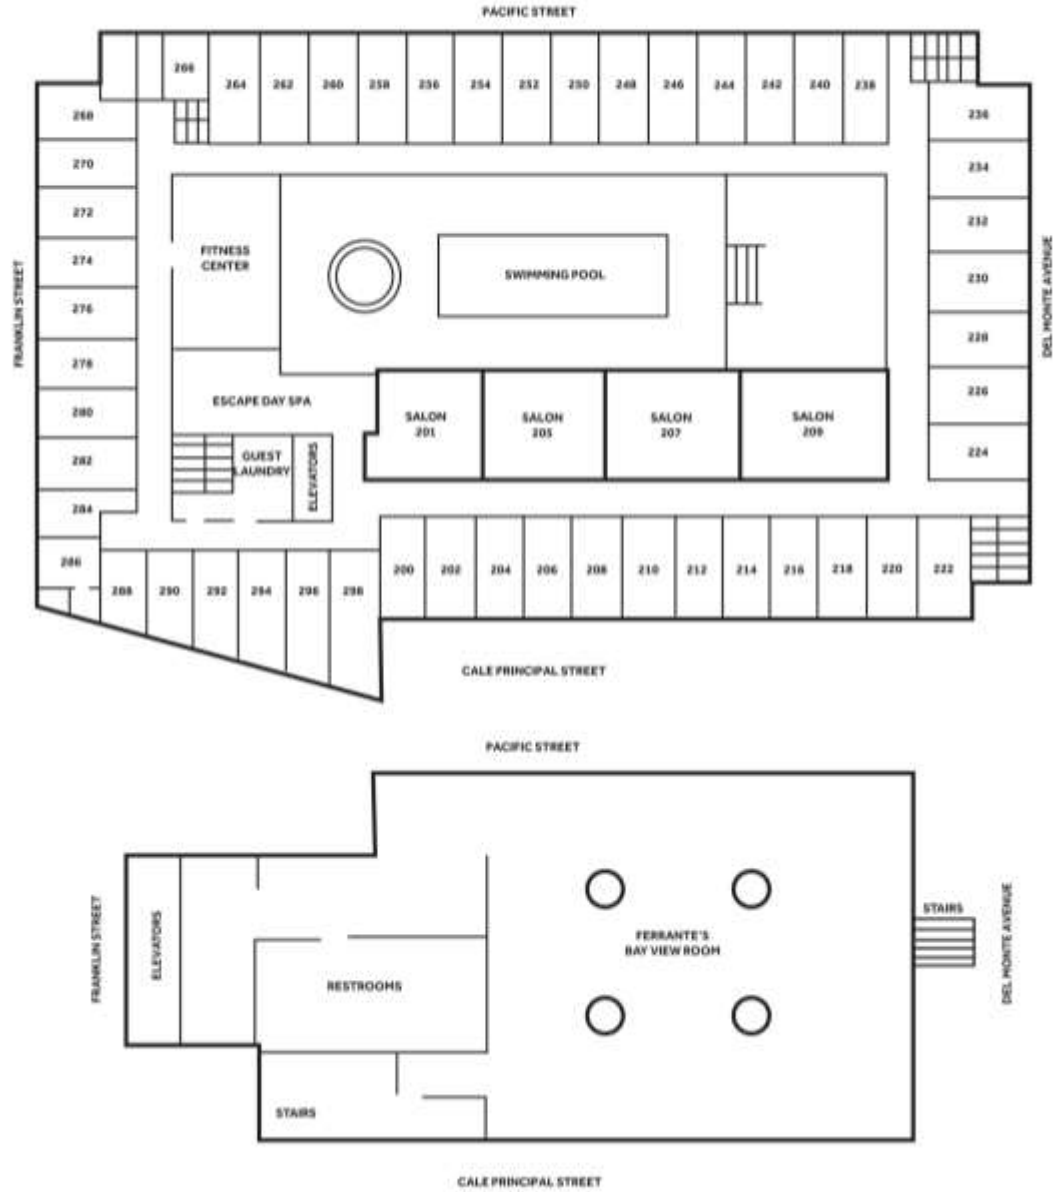 PACIFIC STREET
266
264
262
260
258
256
254
252
250
248
246
244
242
240
238
268
236
270
234
272
232
FITNESS
CENTER
274
SWIMMING POOL
230
FRANKLIN STREET
DEL MONTE AVENUE
276
228
278
226
280
ESCAPE DAY SPA
SALON
201
SALON
205
SALON
207
SALON
209
282
GUEST
LAUNDRY
ELEVATORS
224
284
286
288
290
292
294
296
298
200
202
204
206
208
210
212
214
216
218
220
222
CALE PRINCIPAL STREET
PACIFIC STREET
FRANKLIN STREET
ELEVATORS
FERRANTE'S
BAY VIEW ROOM
STAIRS
DEL MONTE AVENUE
RESTROOMS
STAIRS
CALE PRINCIPAL STREET